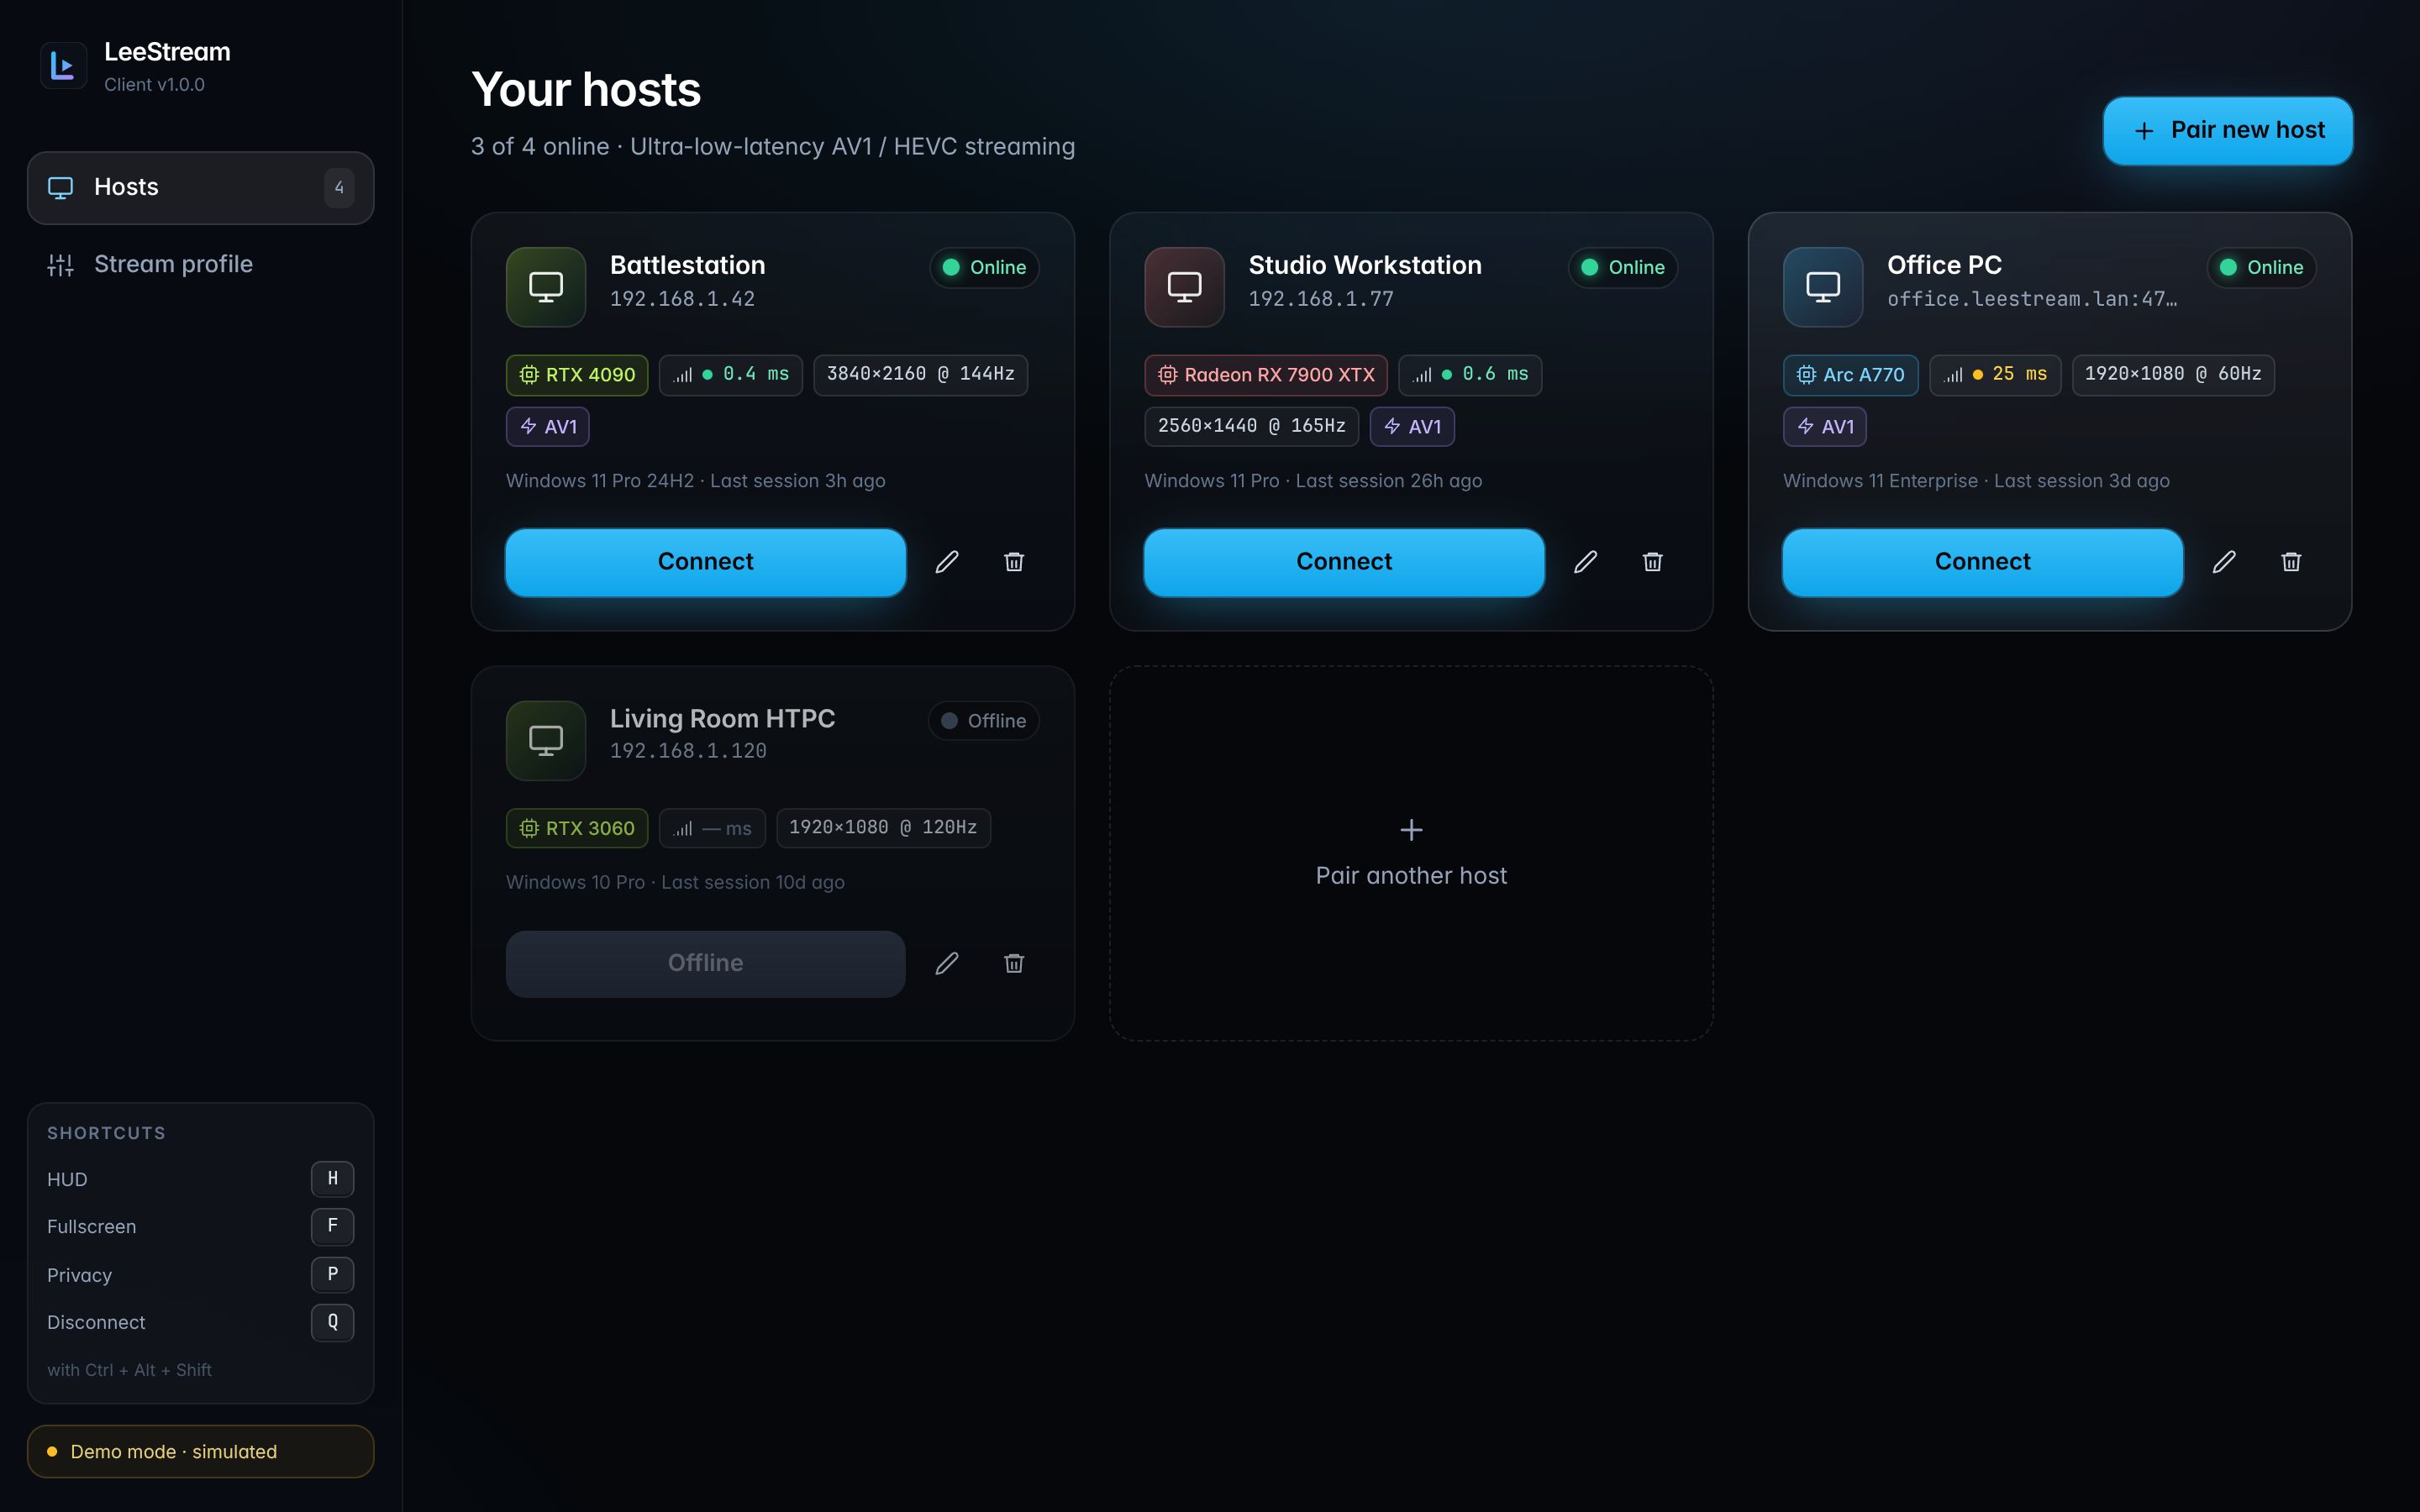 LeeStream
Client v1.0.0
Hosts 4
Stream profile
SHORTCUTS
HUD H
Fullscreen F
Privacy P
Disconnect Q
with Ctrl + Alt + Shift
Demo mode · simulated
Your hosts
3 of 4 online · Ultra-low-latency AV1 / HEVC streaming
+ Pair new host
Battlestation
Online
192.168.1.42
RTX 4090 0.4 ms 3840×2160 @ 144Hz
AV1
Windows 11 Pro 24H2 · Last session 3h ago
Connect
Studio Workstation
Online
192.168.1.77
Radeon RX 7900 XTX 0.6 ms
2560×1440 @ 165Hz AV1
Windows 11 Pro · Last session 26h ago
Connect
Office PC
Online
office.leestream.lan:47…
Arc A770 25 ms 1920×1080 @ 60Hz
AV1
Windows 11 Enterprise · Last session 3d ago
Connect
Living Room HTPC
Offline
192.168.1.120
RTX 3060 — ms 1920×1080 @ 120Hz
Windows 10 Pro · Last session 10d ago
Offline
+
Pair another host